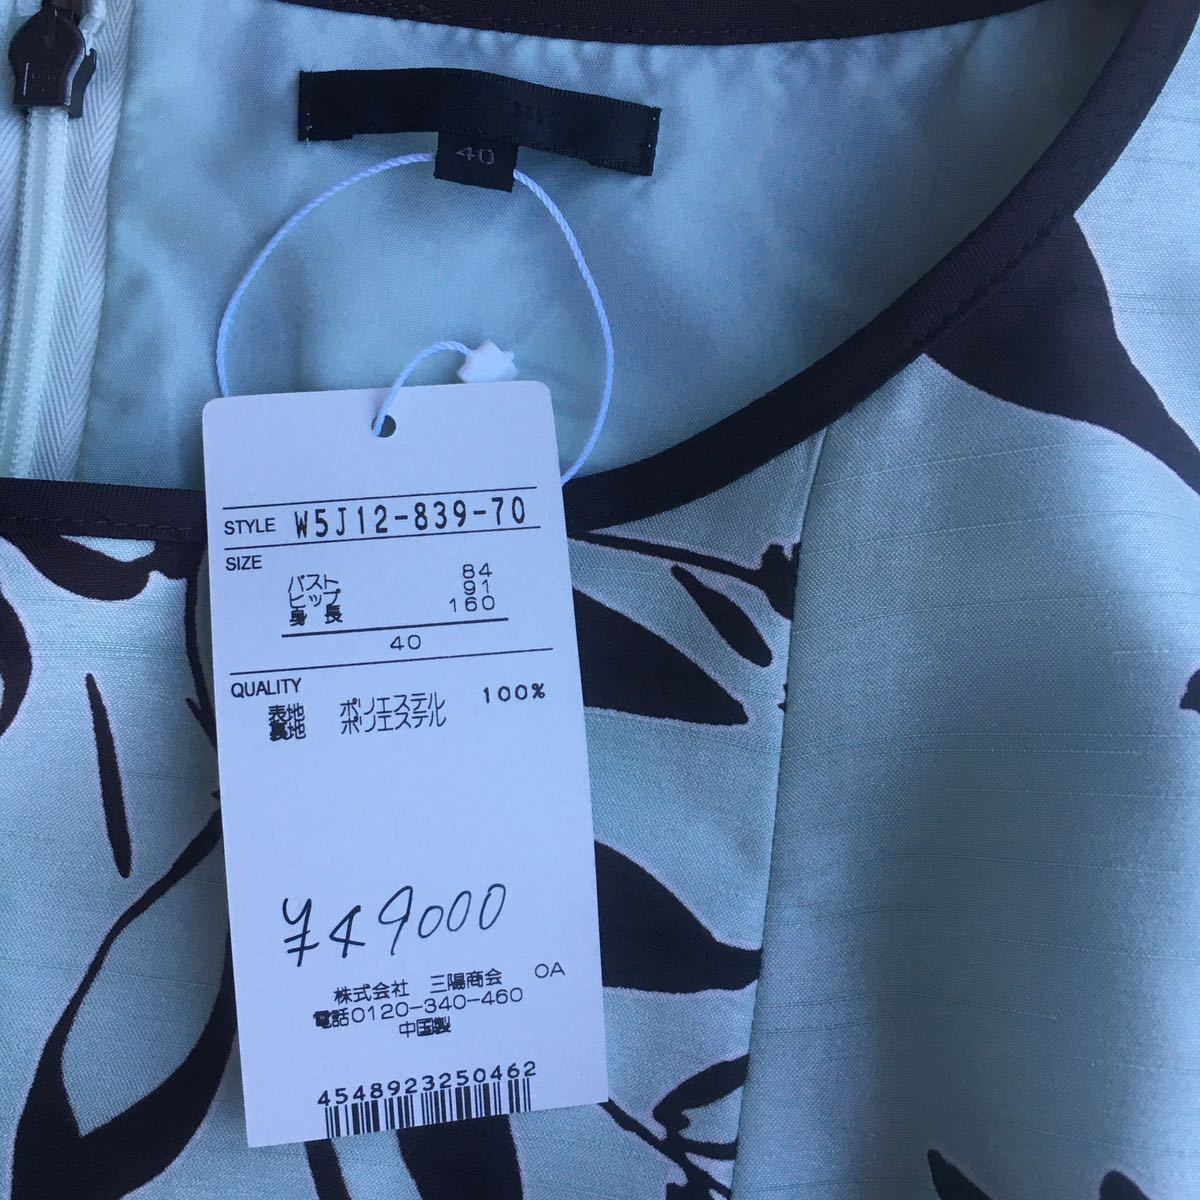 40
STYLE W5J12-839-70
SIZE
バスト 84
ヒップ 91
身長 160
40
QUALITY
表地 ポリエステル 100%
裏地 ポリエステル
¥49000
株式会社 三陽商会 OA
電話0120-340-460
中国製
4548923250462